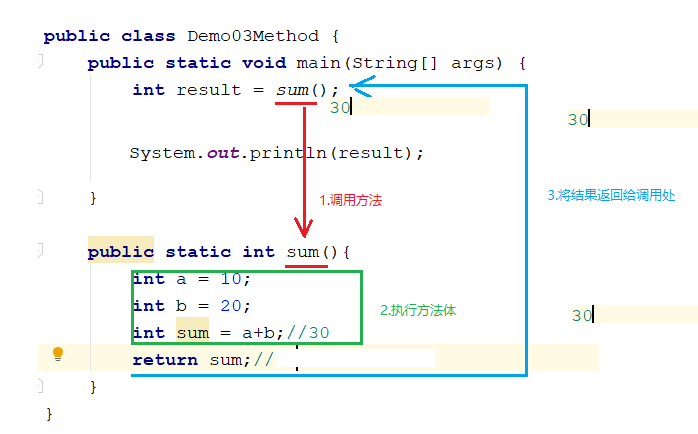 public class Demo03Method {
public static void main(String[] args) {
int result = sum();
30
30
System.out.println(result);
1.调用方法
3.将结果返回给调用处
}
public static int sum(){
int a = 10;
int b = 20;
2.执行方法体
30
int sum = a+b;//30
return sum;//
}
}